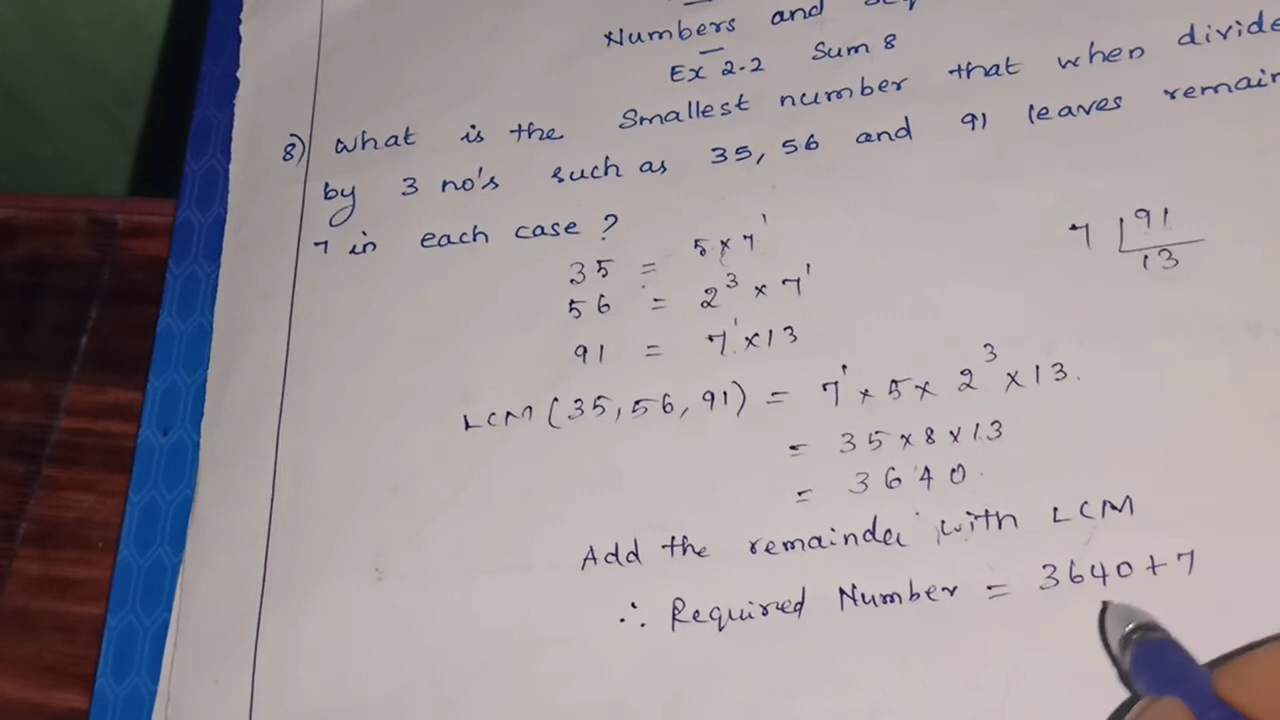 Numbers and
Ex 2.2 Sum 8
8) What is the Smallest number that when divide
by 3 no's such as 35, 56 and 91 leaves remain
7 in each case ?
35 = 5 × 7¹
56 = 2³ × 7¹
91 = 7¹ × 13
7 | 91
13
LCM (35, 56, 91) = 7¹ × 5 × 2³ × 13.
= 35 × 8 × 13
= 3640.
Add the remainder with LCM
∴ Required Number = 3640 + 7